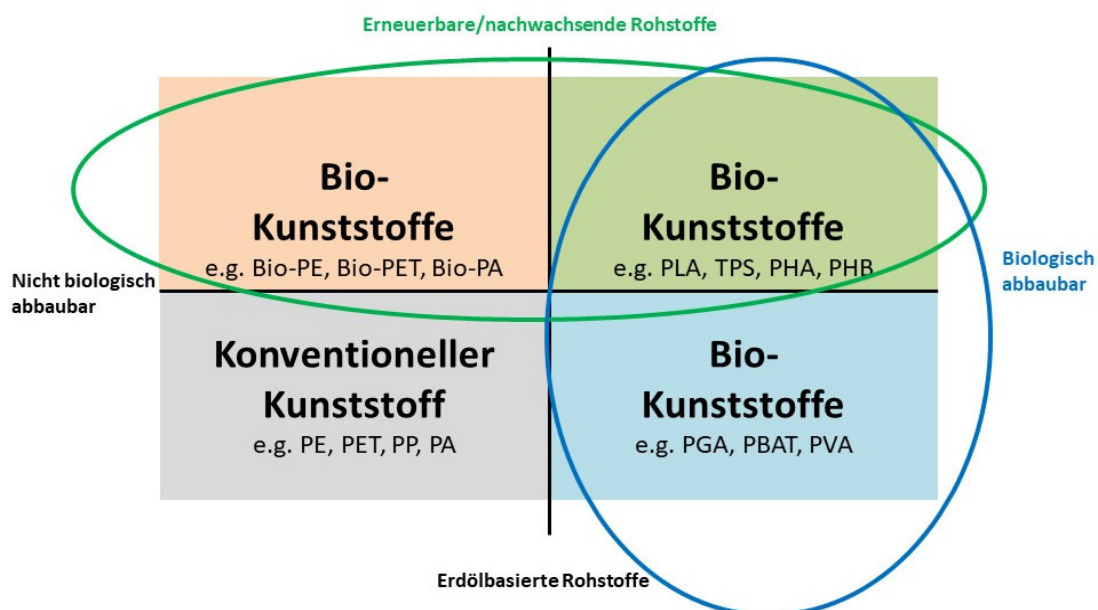 Erneuerbare/nachwachsende Rohstoffe
Bio-
Kunststoffe
e.g. Bio-PE, Bio-PET, Bio-PA
Bio-
Kunststoffe
e.g. PLA, TPS, PHA, PHB
Nicht biologisch
abbaubar
Biologisch
abbaubar
Konventioneller
Kunststoff
e.g. PE, PET, PP, PA
Bio-
Kunststoffe
e.g. PGA, PBAT, PVA
Erdölbasierte Rohstoffe